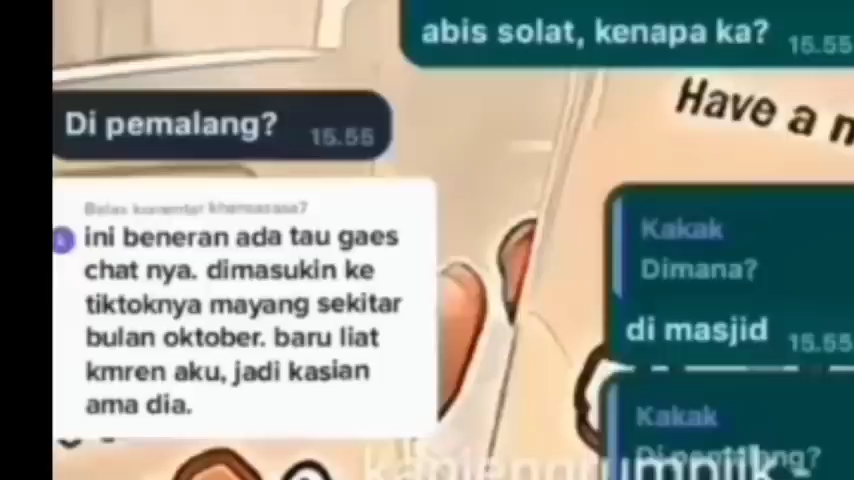 abis solat, kenapa ka? 15.55
Di pemalang? 15.55
Have a
Kakak
Dimana?
di masjid 15.55
ini beneran ada tau gaes
chat nya. dimasukin ke
tiktoknya mayang sekitar
bulan oktober. baru liat
kmren aku, jadi kasian
ama dia.
Kakak
Di pemalang?